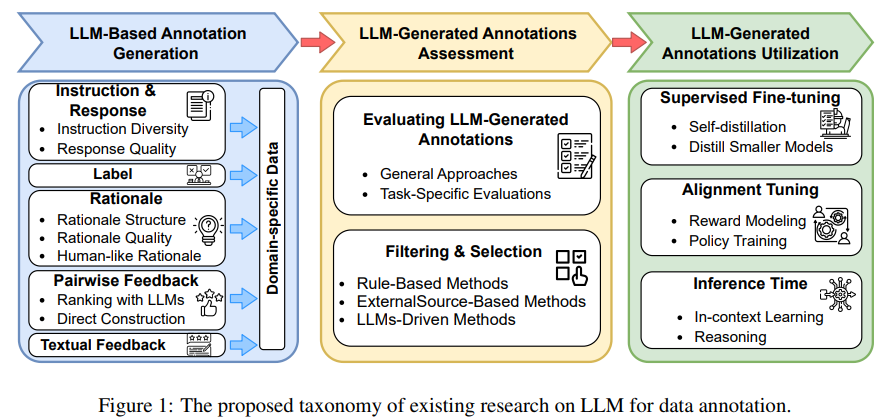 LLM-Based Annotation
Generation
LLM-Generated Annotations
Assessment
LLM-Generated
Annotations Utilization
Instruction &
Response
• Instruction Diversity
• Response Quality
Label
Rationale
• Rationale Structure
• Rationale Quality
• Human-like Rationale
Pairwise Feedback
• Ranking with LLMs
• Direct Construction
Textual Feedback
Domain-specific Data
Evaluating LLM-Generated
Annotations
• General Approaches
• Task-Specific Evaluations
Filtering & Selection
• Rule-Based Methods
• ExternalSource-Based Methods
• LLMs-Driven Methods
Supervised Fine-tuning
• Self-distillation
• Distill Smaller Models
Alignment Tuning
• Reward Modeling
• Policy Training
Inference Time
• In-context Learning
• Reasoning
Figure 1: The proposed taxonomy of existing research on LLM for data annotation.